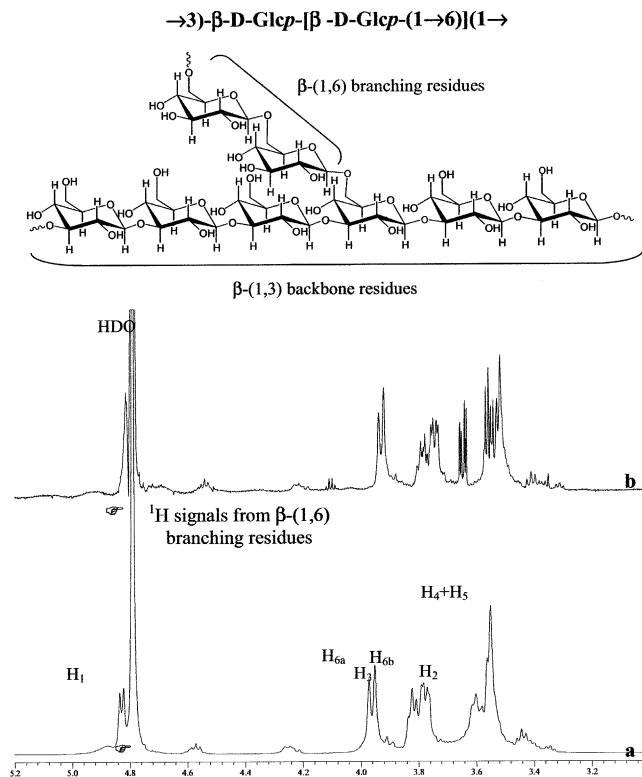 →3)-β-D-Glcp-[β -D-Glcp-(1→6)](1→
β-(1,6) branching residues
β-(1,3) backbone residues
HDO
b
¹H signals from β-(1,6)
branching residues
H₄+H₅
H₆ₐ
H₃
H₆b
H₂
H₁
a
5.2 5.0 4.8 4.6 4.4 4.2 4.0 3.8 3.6 3.4 3.2